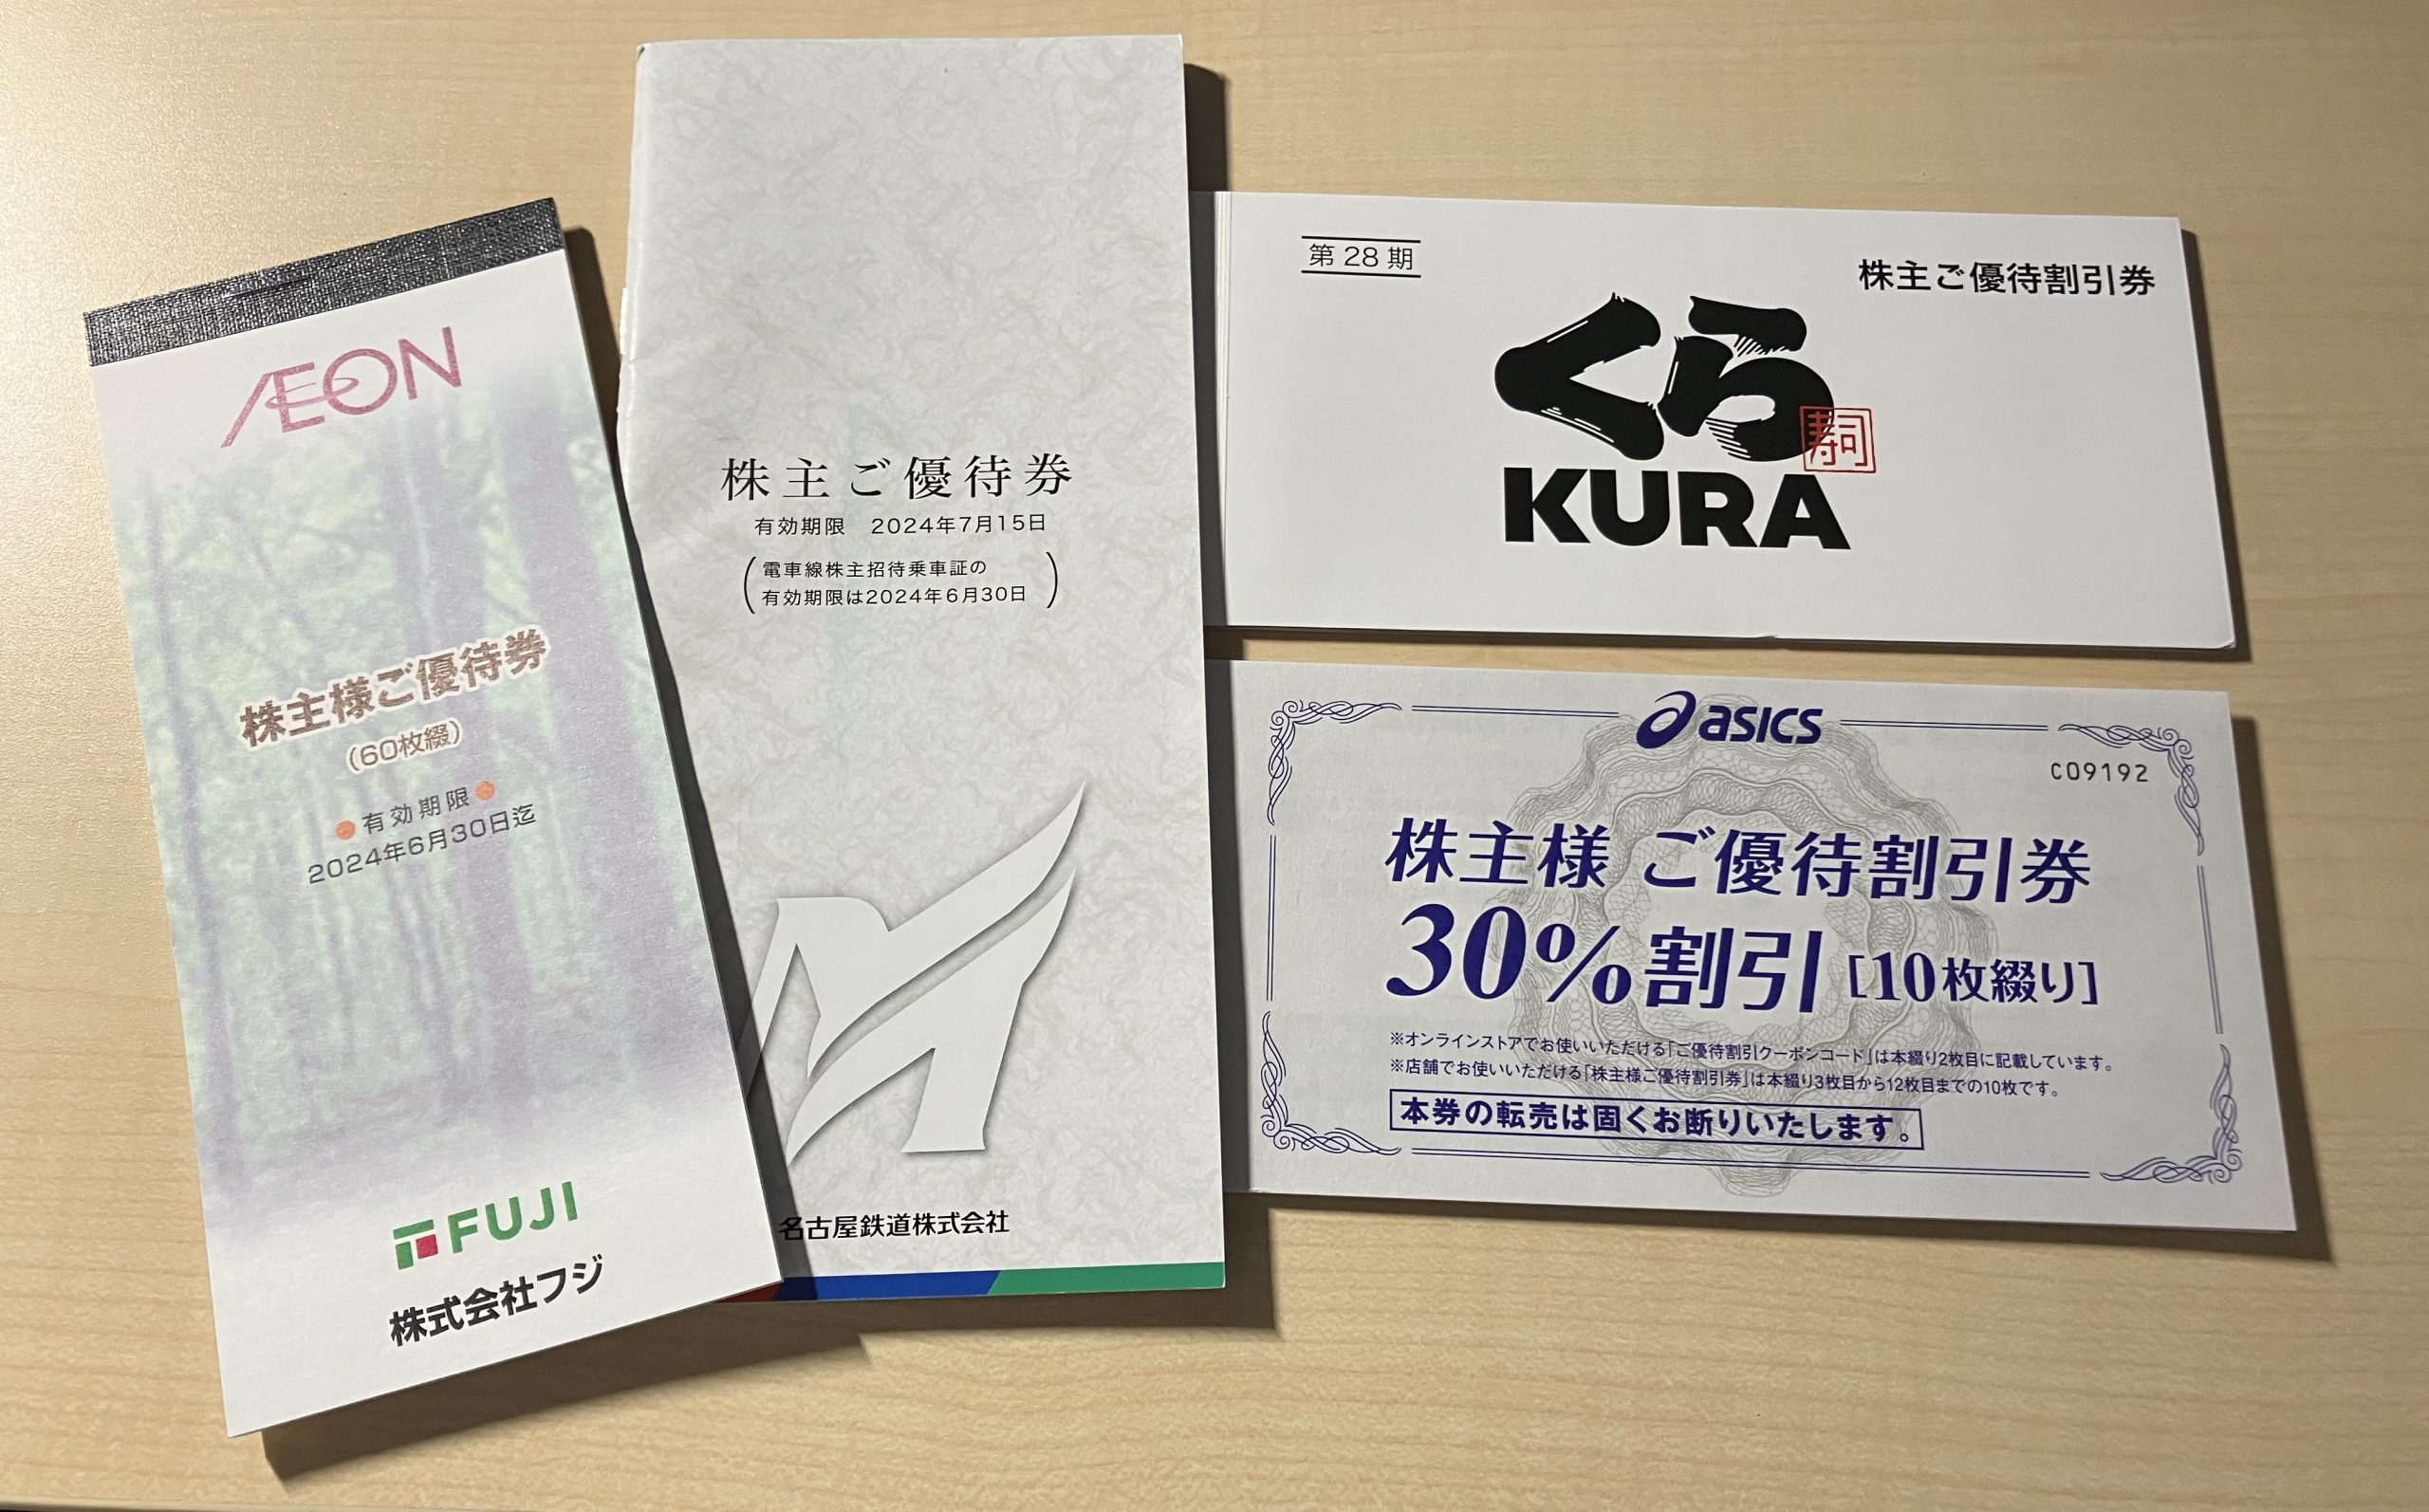 ÆON
株主様ご優待券
(60枚綴)
●有効期限●
2024年6月30日迄
FUJI
株式会社フジ
株主ご優待券
有効期限 2024年7月15日
(電車線株主招待乗車証の
有効期限は2024年6月30日)
名古屋鉄道株式会社
第28期
株主ご優待割引券
くら
寿司
KURA
asics
C09192
株主様 ご優待割引券
30%割引[10枚綴り]
※オンラインストアでお使いいただける「ご優待割引クーポンコード」は本綴り2枚目に記載しています。
※店舗でお使いいただける「株主様ご優待割引券」は本綴り3枚目から12枚目までの10枚です。
本券の転売は固くお断りいたします。